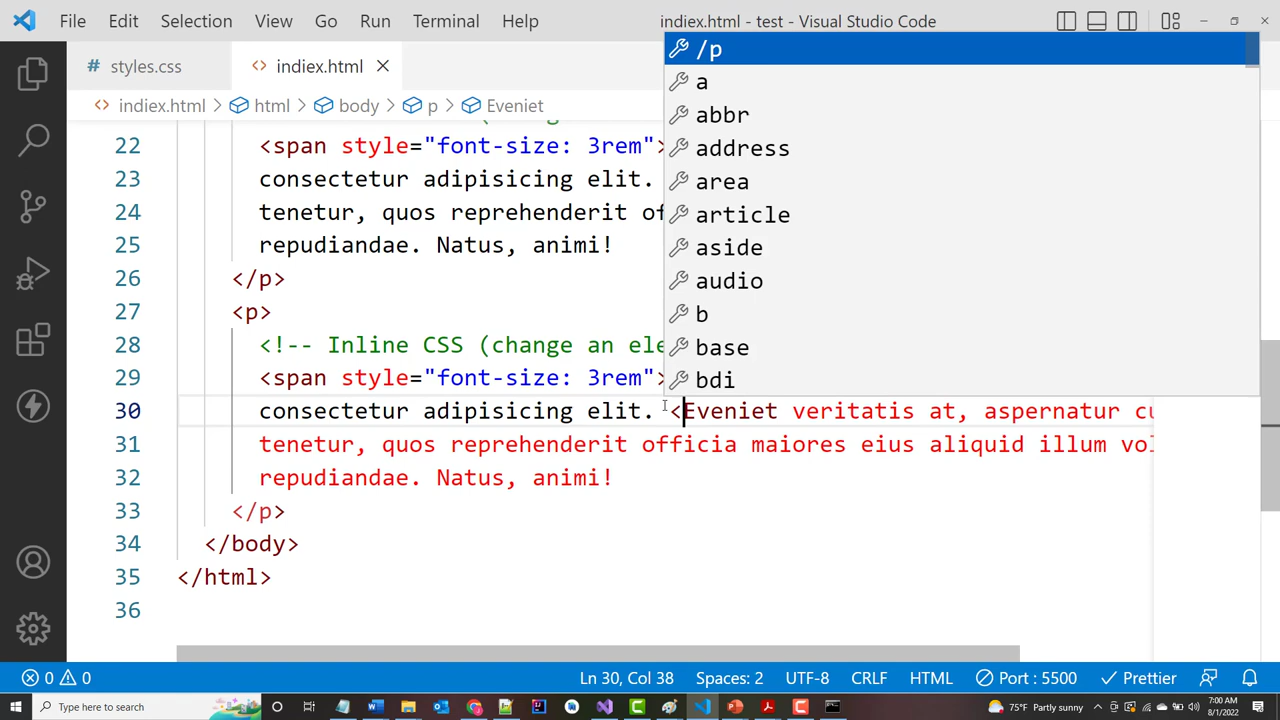 File Edit Selection View Go Run Terminal Help indiex.html - test - Visual Studio Code
# styles.css <> indiex.html
<> indiex.html > html > body > p > Eveniet
/p
a
abbr
address
area
article
aside
audio
b
base
bdi
22 <span style="font-size: 3rem">
23 consectetur adipisicing elit.
24 tenetur, quos reprehenderit of
25 repudiandae. Natus, animi!
26 </p>
27 <p>
28 <!-- Inline CSS (change an ele
29 <span style="font-size: 3rem">
30 consectetur adipisicing elit. <Eveniet veritatis at, aspernatur cu
31 tenetur, quos reprehenderit officia maiores eius aliquid illum vol
32 repudiandae. Natus, animi!
33 </p>
34 </body>
35 </html>
36
0 0 Ln 30, Col 38 Spaces: 2 UTF-8 CRLF HTML Port : 5500 Prettier
Type here to search 75°F Partly sunny 7:00 AM
8/1/2022